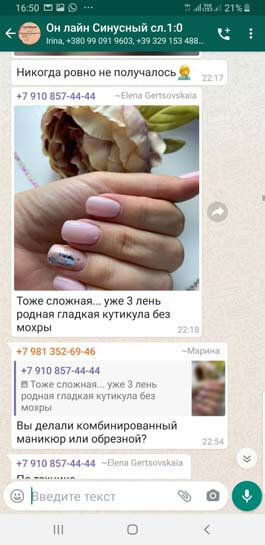 16:50
21%
Он лайн Синусный сл.1:0
Irina, +380 99 091 9603, +39 329 153 488...
Никогда ровно не получалось🤦
22:17
+7 910 857-44-44 ~Elena Gertsovskaia
Тоже сложная... уже 3 лень
родная гладкая кутикула без
мохры
22:18
+7 981 352-69-46 ~Марина
+7 910 857-44-44
Тоже сложная... уже 3 лень
родная гладкая кутикула без
мохры
Вы делали комбинированный
маникюр или обрезной?
22:54
+7 910 857-44-44 ~Elena Gertsovskaia
По технике
Введите текст